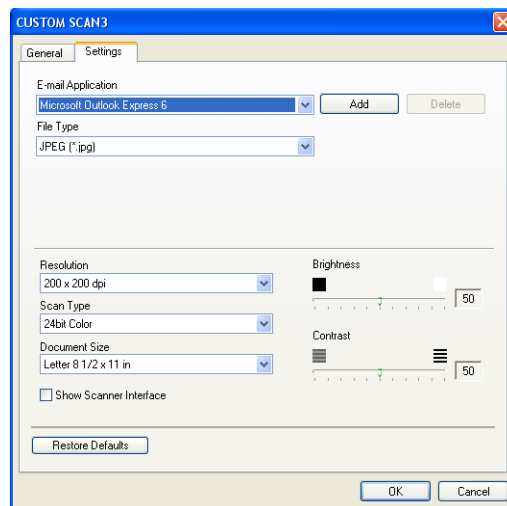 CUSTOM SCAN3
General Settings
E-mail Application
Microsoft Outlook Express 6 Add Delete
File Type
JPEG (*.jpg)
Resolution Brightness
200 x 200 dpi
50
Scan Type
24bit Color
Contrast
Document Size
Letter 8 1/2 x 11 in
50
Show Scanner Interface
Restore Defaults
OK Cancel